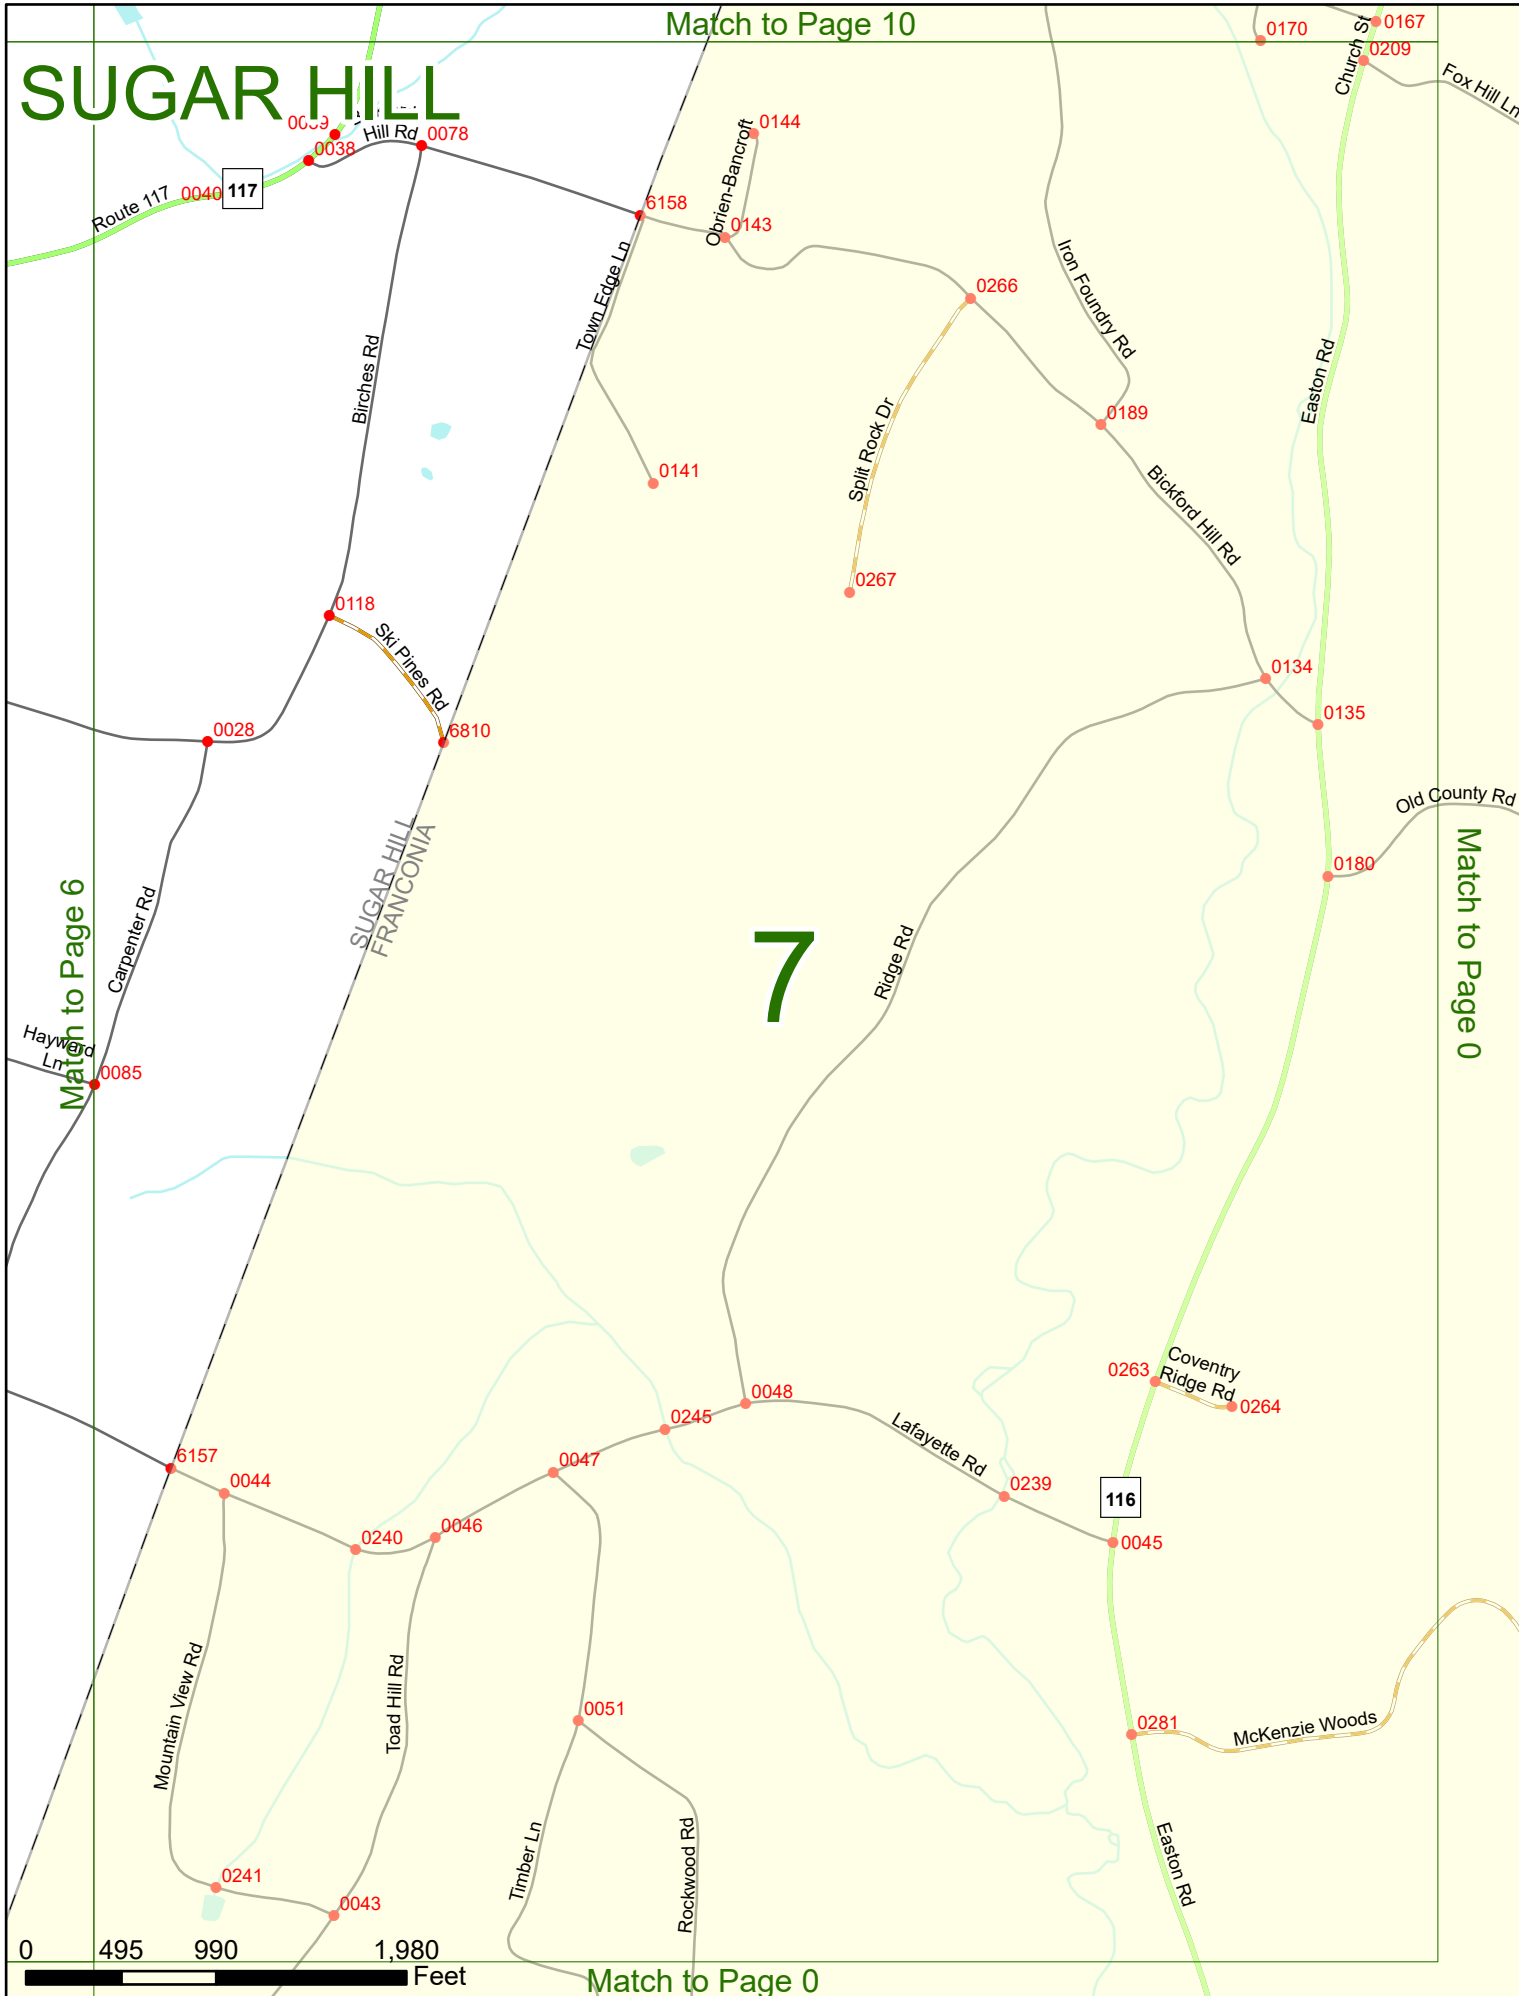 Match to Page 10
SUGAR HILL
0170
0167
0209
Church St
Fox Hill Ln
0038
Hill Rd
0078
0144
Obrien-Bancroft
Route 117
0040
117
6158
0143
Town Edge Ln
Iron Foundry Rd
0266
Birches Rd
Easton Rd
Split Rock Dr
0189
0141
Bickford Hill Rd
0267
0118
Ski Pines Rd
0134
0135
0028
6810
Old County Rd
SUGAR HILL
FRANCONIA
0180
Match to Page 6
Match to Page 0
Carpenter Rd
7
Ridge Rd
Hayward
Ln
0085
0263
Coventry
Ridge Rd
0264
0048
0245
Lafayette Rd
6157
0047
0044
0239
116
0240
0046
0045
Mountain View Rd
Toad Hill Rd
0051
0281
McKenzie Woods
Timber Ln
Rockwood Rd
Easton Rd
0241
0043
0 495 990 1,980
Feet
Match to Page 0